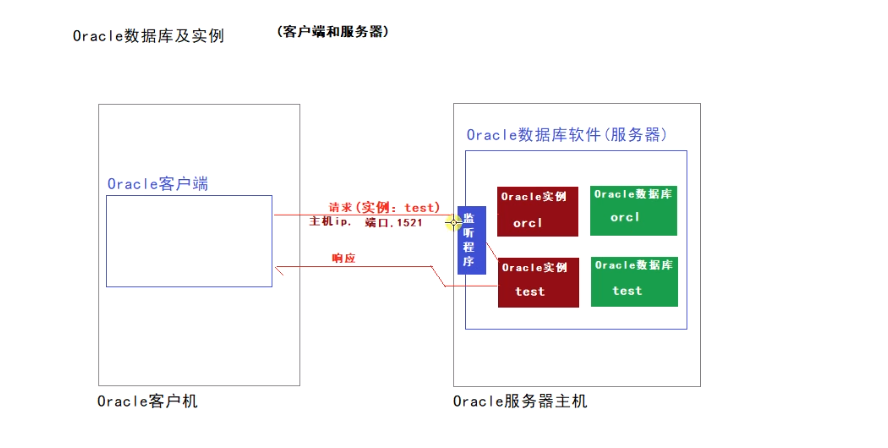 Oracle数据库及实例 (客户端和服务器)
Oracle数据库软件(服务器)
Oracle客户端
请求(实例：test)
主机ip. 端口.1521
响应
监听程序
Oracle实例
orcl
Oracle数据库
orcl
Oracle实例
test
Oracle数据库
test
Oracle客户机
Oracle服务器主机